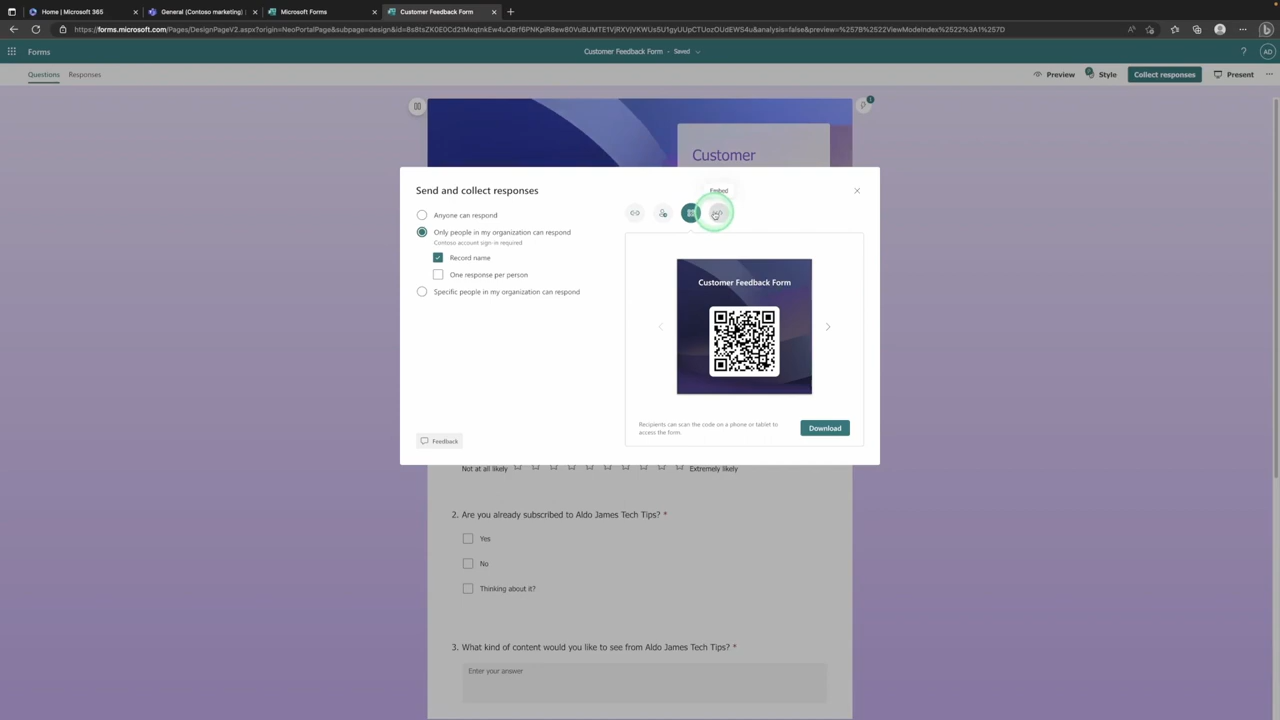 Home | Microsoft 365
General (Contoso marketing) |
Microsoft Forms
Customer Feedback Form
Forms
Customer Feedback Form - Saved
?
AD
Questions
Responses
Preview
Style
Collect responses
Present
1
Customer
Send and collect responses
Embed
Anyone can respond
Only people in my organization can respond
Contoso account sign in required
Record name
One response per person
Specific people in my organization can respond
Customer Feedback Form
Recipients can scan the code on a phone or tablet to
access the form.
Download
Feedback
Not at all likely
Extremely likely
2. Are you already subscribed to Aldo James Tech Tips? *
Yes
No
Thinking about it?
3. What kind of content would you like to see from Aldo James Tech Tips? *
Enter your answer